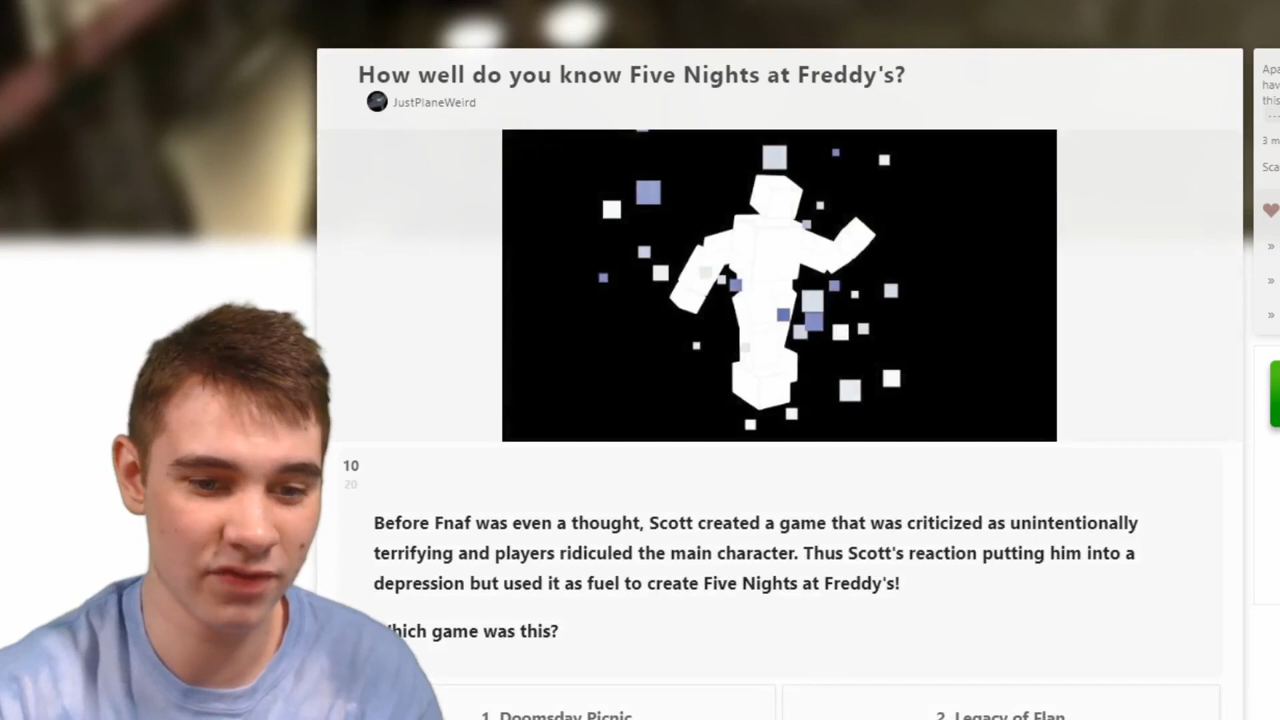 How well do you know Five Nights at Freddy's?
JustPlaneWeird
3 m
10
20
Before Fnaf was even a thought, Scott created a game that was criticized as unintentionally
terrifying and players ridiculed the main character. Thus Scott's reaction putting him into a
depression but used it as fuel to create Five Nights at Freddy's!
Which game was this?
1. Doomsday Picnic
2. Legacy of Flan